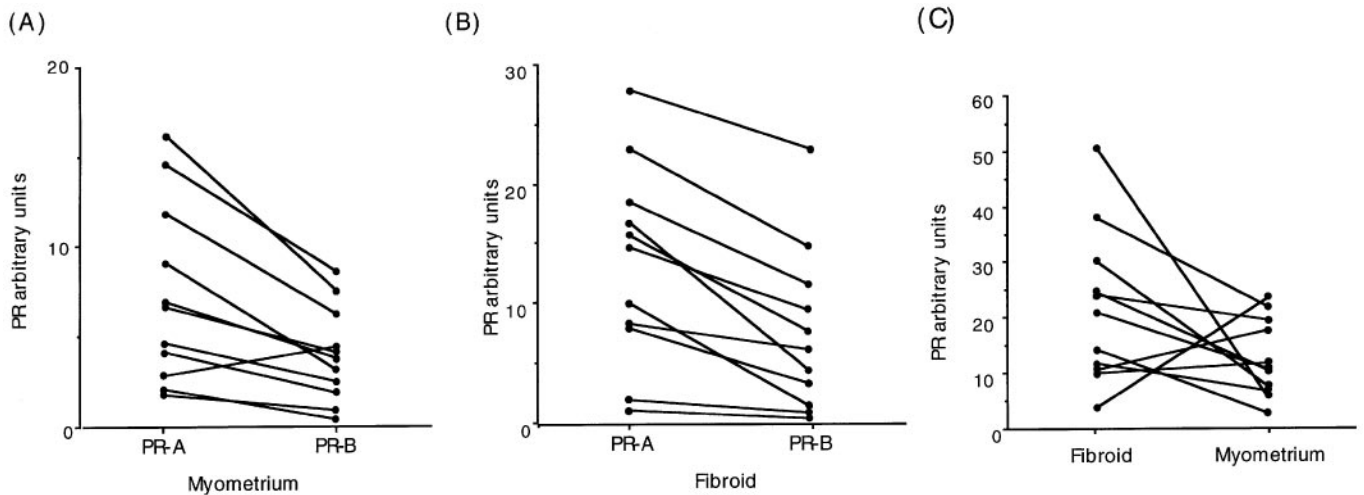 (A)
20
10
0
PR arbitrary units
PR-A
PR-B
Myometrium
(B)
30
20
10
0
PR arbitrary units
PR-A
PR-B
Fibroid
(C)
60
50
40
30
20
10
0
PR arbitrary units
Fibroid
Myometrium